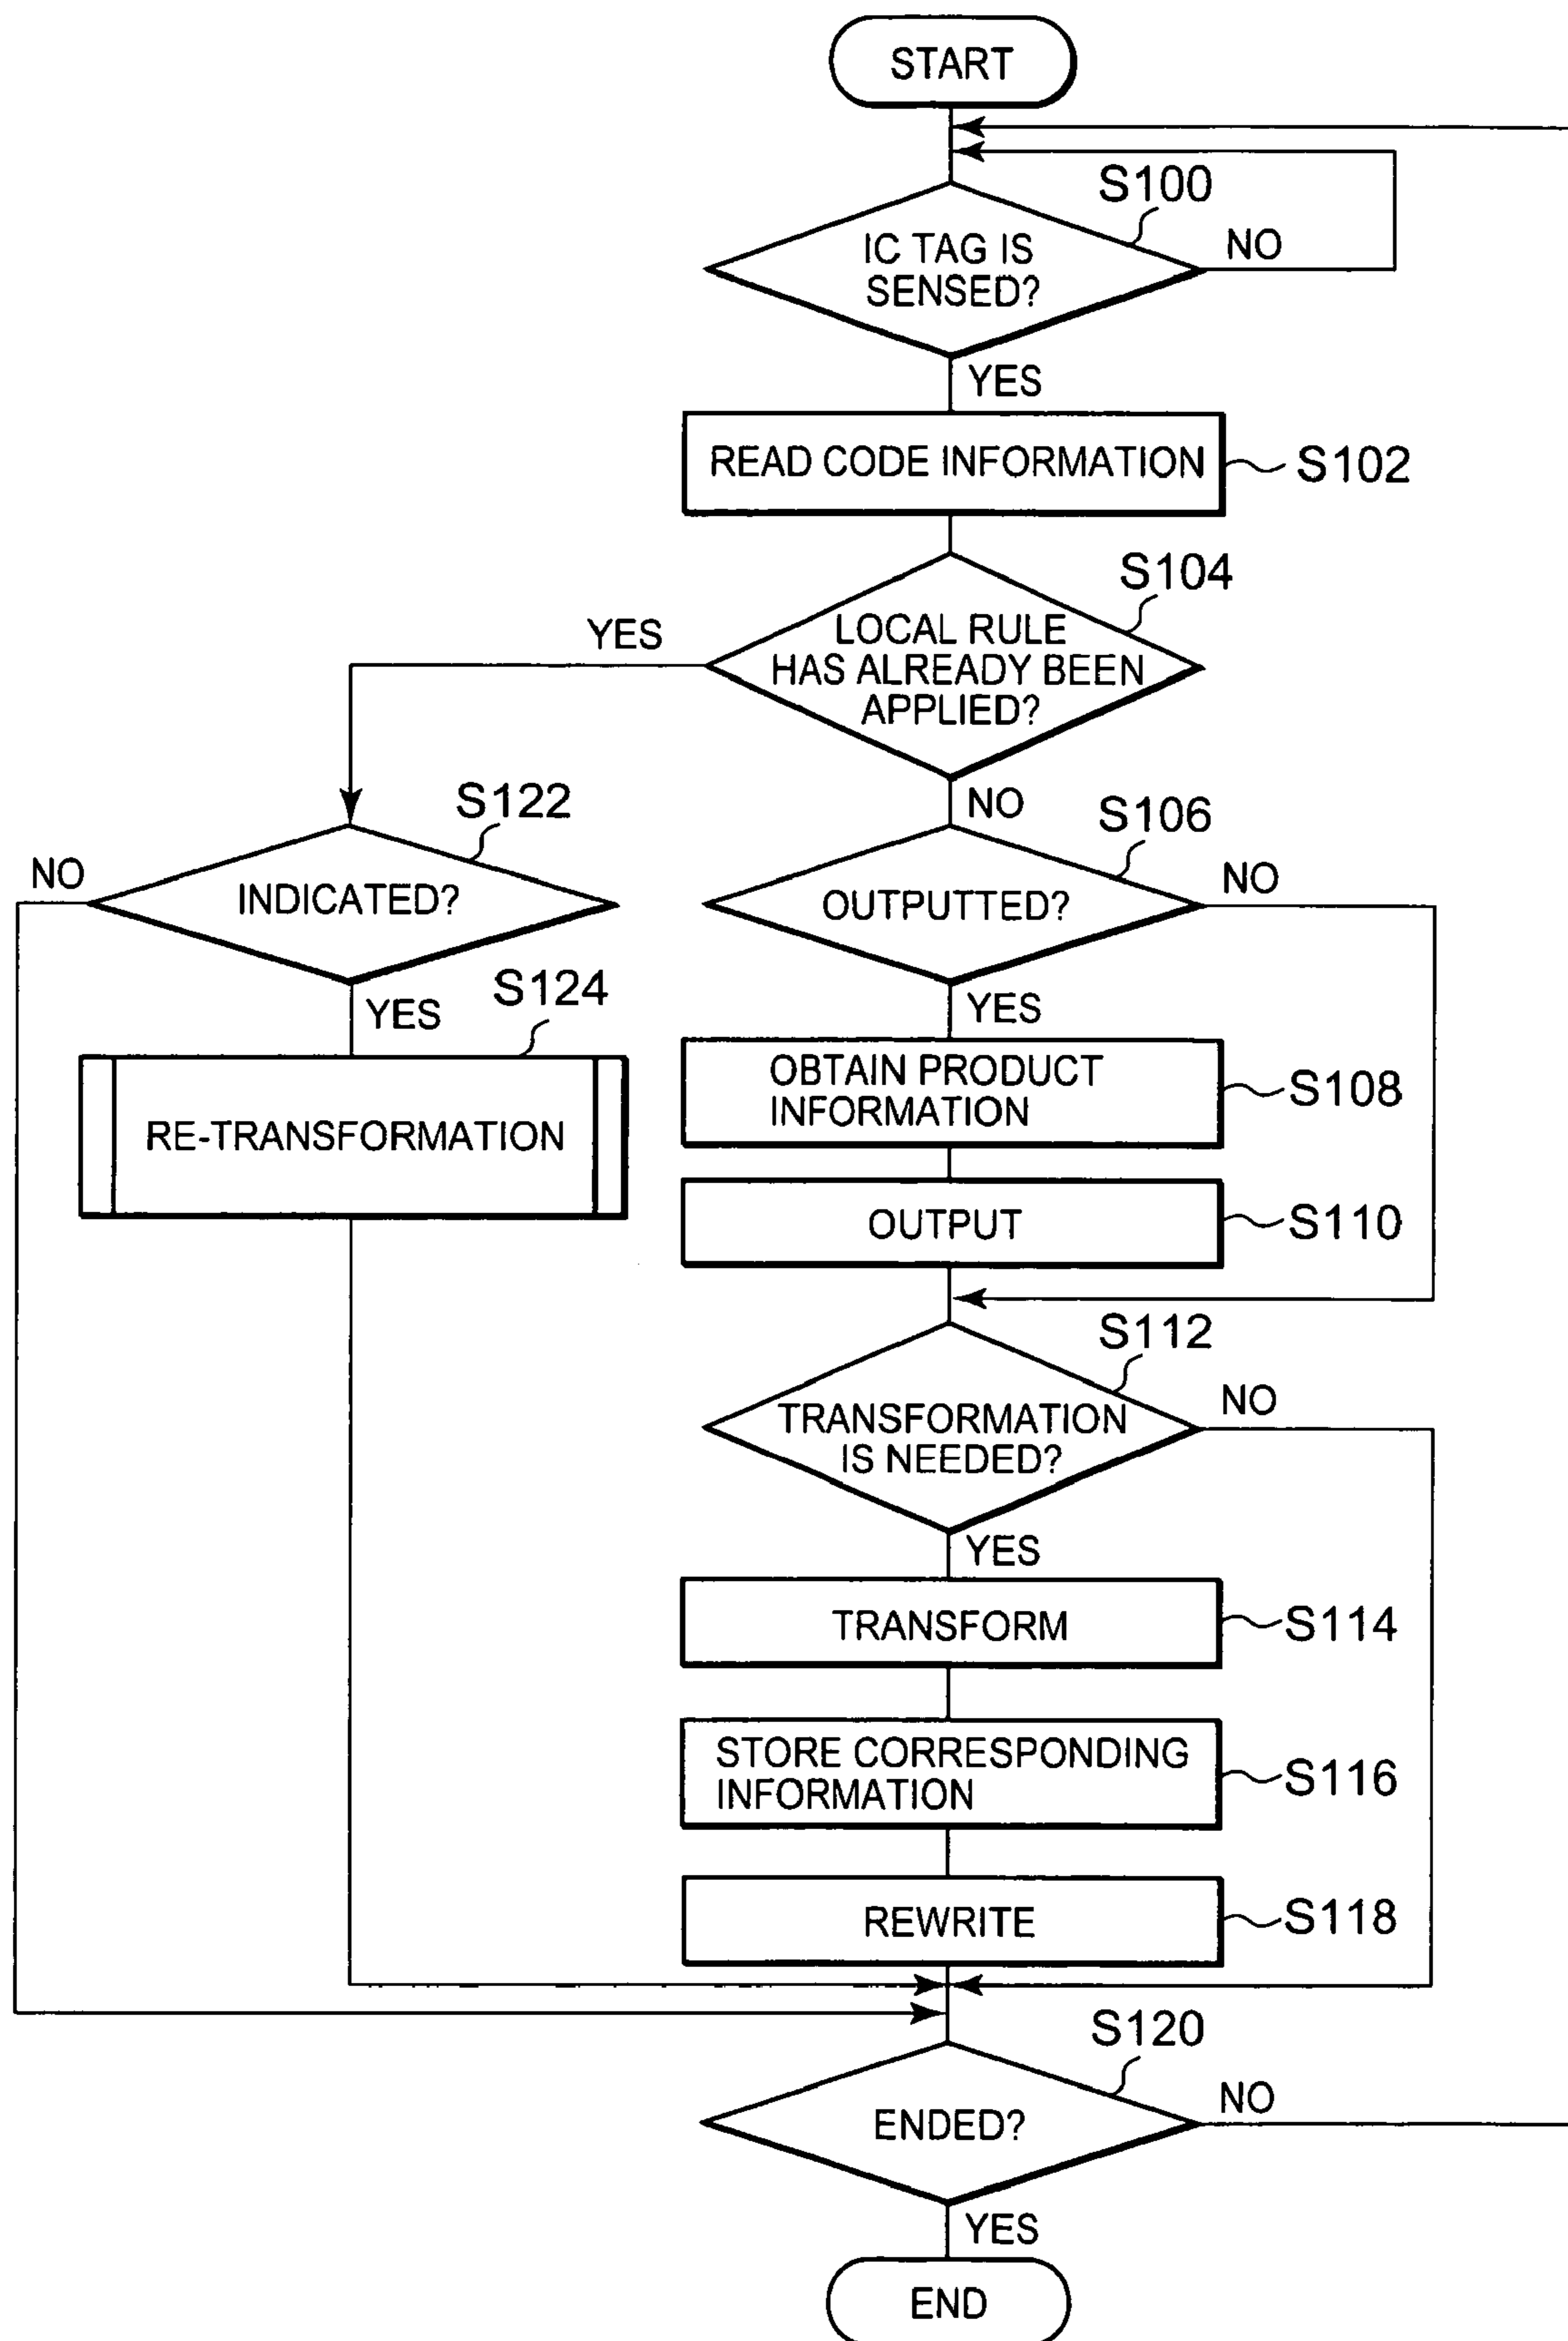 START
S100
IC TAG IS
SENSED?
NO
YES
READ CODE INFORMATION
S102
S104
YES
LOCAL RULE
HAS ALREADY BEEN
APPLIED?
NO
S122
NO
INDICATED?
YES
S124
RE-TRANSFORMATION
S106
OUTPUTTED?
NO
YES
OBTAIN PRODUCT
INFORMATION
S108
OUTPUT
S110
S112
TRANSFORMATION
IS NEEDED?
NO
YES
TRANSFORM
S114
STORE CORRESPONDING
INFORMATION
S116
REWRITE
S118
S120
ENDED?
NO
YES
END